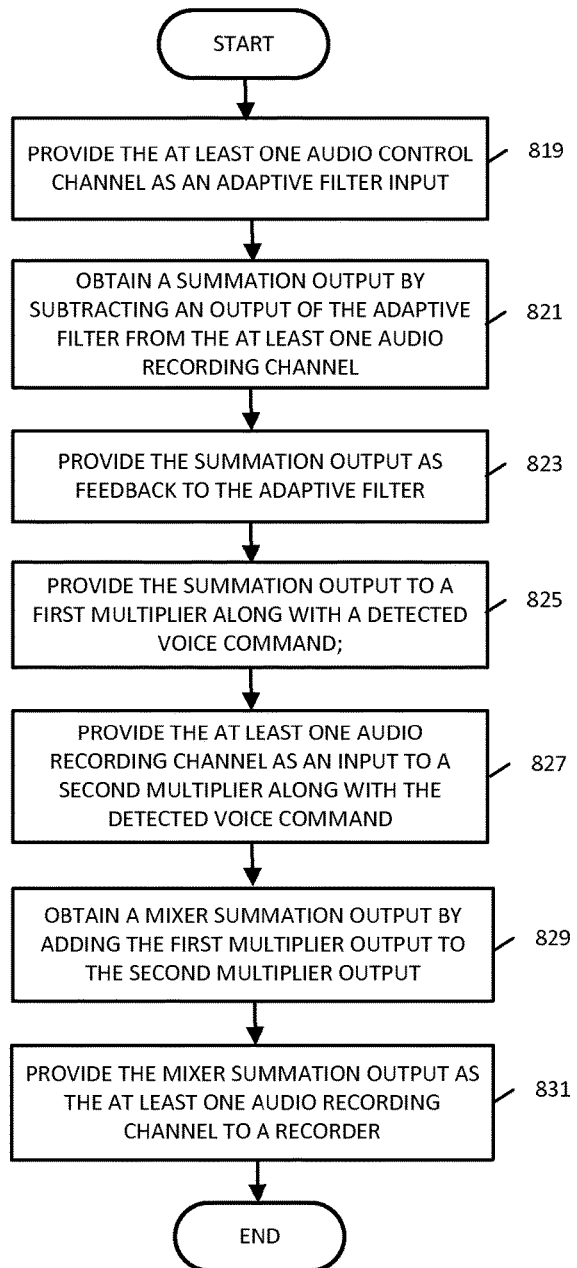 START
PROVIDE THE AT LEAST ONE AUDIO CONTROL
CHANNEL AS AN ADAPTIVE FILTER INPUT
819
OBTAIN A SUMMATION OUTPUT BY
SUBTRACTING AN OUTPUT OF THE ADAPTIVE
FILTER FROM THE AT LEAST ONE AUDIO
RECORDING CHANNEL
821
PROVIDE THE SUMMATION OUTPUT AS
FEEDBACK TO THE ADAPTIVE FILTER
823
PROVIDE THE SUMMATION OUTPUT TO A
FIRST MULTIPLIER ALONG WITH A DETECTED
VOICE COMMAND;
825
PROVIDE THE AT LEAST ONE AUDIO
RECORDING CHANNEL AS AN INPUT TO A
SECOND MULTIPLIER ALONG WITH THE
DETECTED VOICE COMMAND
827
OBTAIN A MIXER SUMMATION OUTPUT BY
ADDING THE FIRST MULTIPLIER OUTPUT TO
THE SECOND MULTIPLIER OUTPUT
829
PROVIDE THE MIXER SUMMATION OUTPUT AS
THE AT LEAST ONE AUDIO RECORDING
CHANNEL TO A RECORDER
831
END